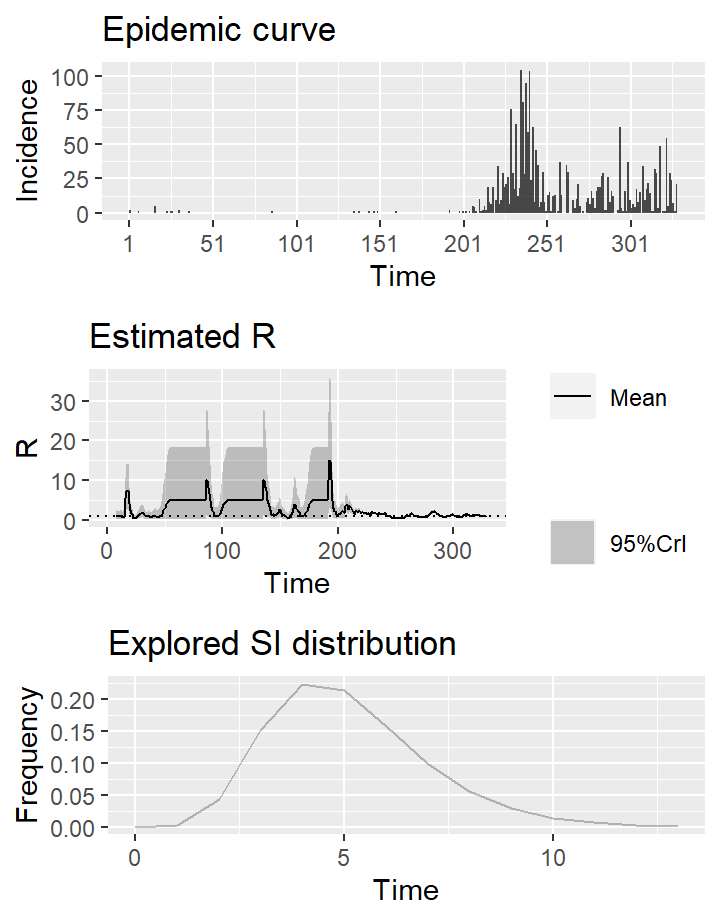 Epidemic curve
Incidence
100
75
50
25
0
1 51 101 151 201 251 301
Time
Estimated R
R
30
20
10
0
0 100 200 300
Time
Mean
95%CrI
Explored SI distribution
Frequency
0.20
0.15
0.10
0.05
0.00
0 5 10
Time